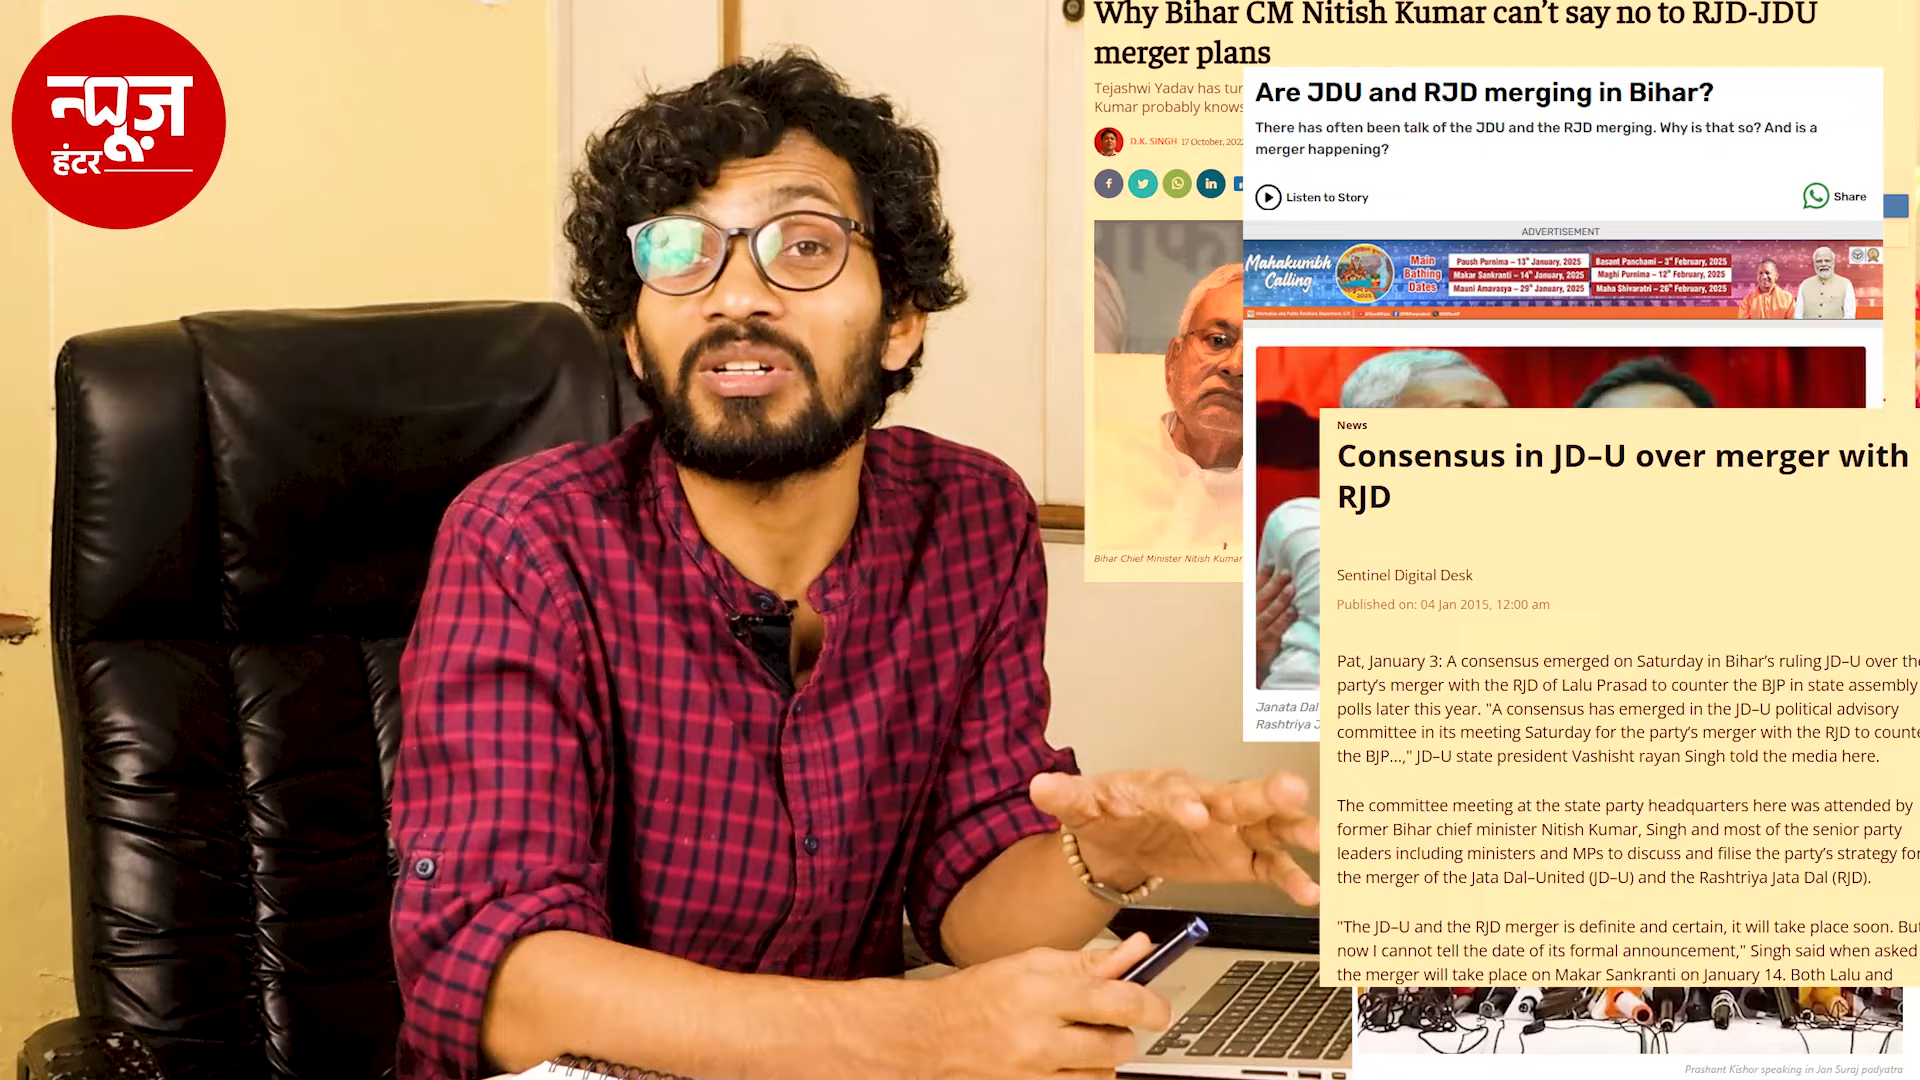 न्यूज़
हंटर
Why Bihar CM Nitish Kumar can't say no to RJD-JDU
merger plans
Tejashwi Yadav has tur
Kumar probably knows
D.K. SINGH 17 October, 202
Bihar Chief Minister Nitish Kumar
Are JDU and RJD merging in Bihar?
There has often been talk of the JDU and the RJD merging. Why is that so? And is a
merger happening?
Listen to Story
Share
ADVERTISEMENT
Mahakumbh
Calling
Main
Bathing
Dates
Paush Purnima – 13th January, 2025
Makar Sankranti – 14th January, 2025
Mauni Amavasya – 29th January, 2025
Basant Panchami – 3rd February, 2025
Maghi Purnima – 12th February, 2025
Maha Shivaratri – 26th February, 2025
Janata Dal
Rashtriya J
News
Consensus in JD–U over merger with
RJD
Sentinel Digital Desk
Published on: 04 Jan 2015, 12:00 am
Pat, January 3: A consensus emerged on Saturday in Bihar's ruling JD–U over the
party's merger with the RJD of Lalu Prasad to counter the BJP in state assembly
polls later this year. "A consensus has emerged in the JD–U political advisory
committee in its meeting Saturday for the party's merger with the RJD to counte
the BJP...," JD–U state president Vashisht rayan Singh told the media here.
The committee meeting at the state party headquarters here was attended by
former Bihar chief minister Nitish Kumar, Singh and most of the senior party
leaders including ministers and MPs to discuss and filise the party's strategy for
the merger of the Jata Dal–United (JD–U) and the Rashtriya Jata Dal (RJD).
"The JD–U and the RJD merger is definite and certain, it will take place soon. But
now I cannot tell the date of its formal announcement," Singh said when asked
the merger will take place on Makar Sankranti on January 14. Both Lalu and
Prashant Kishor speaking in Jan Suraj padyatra